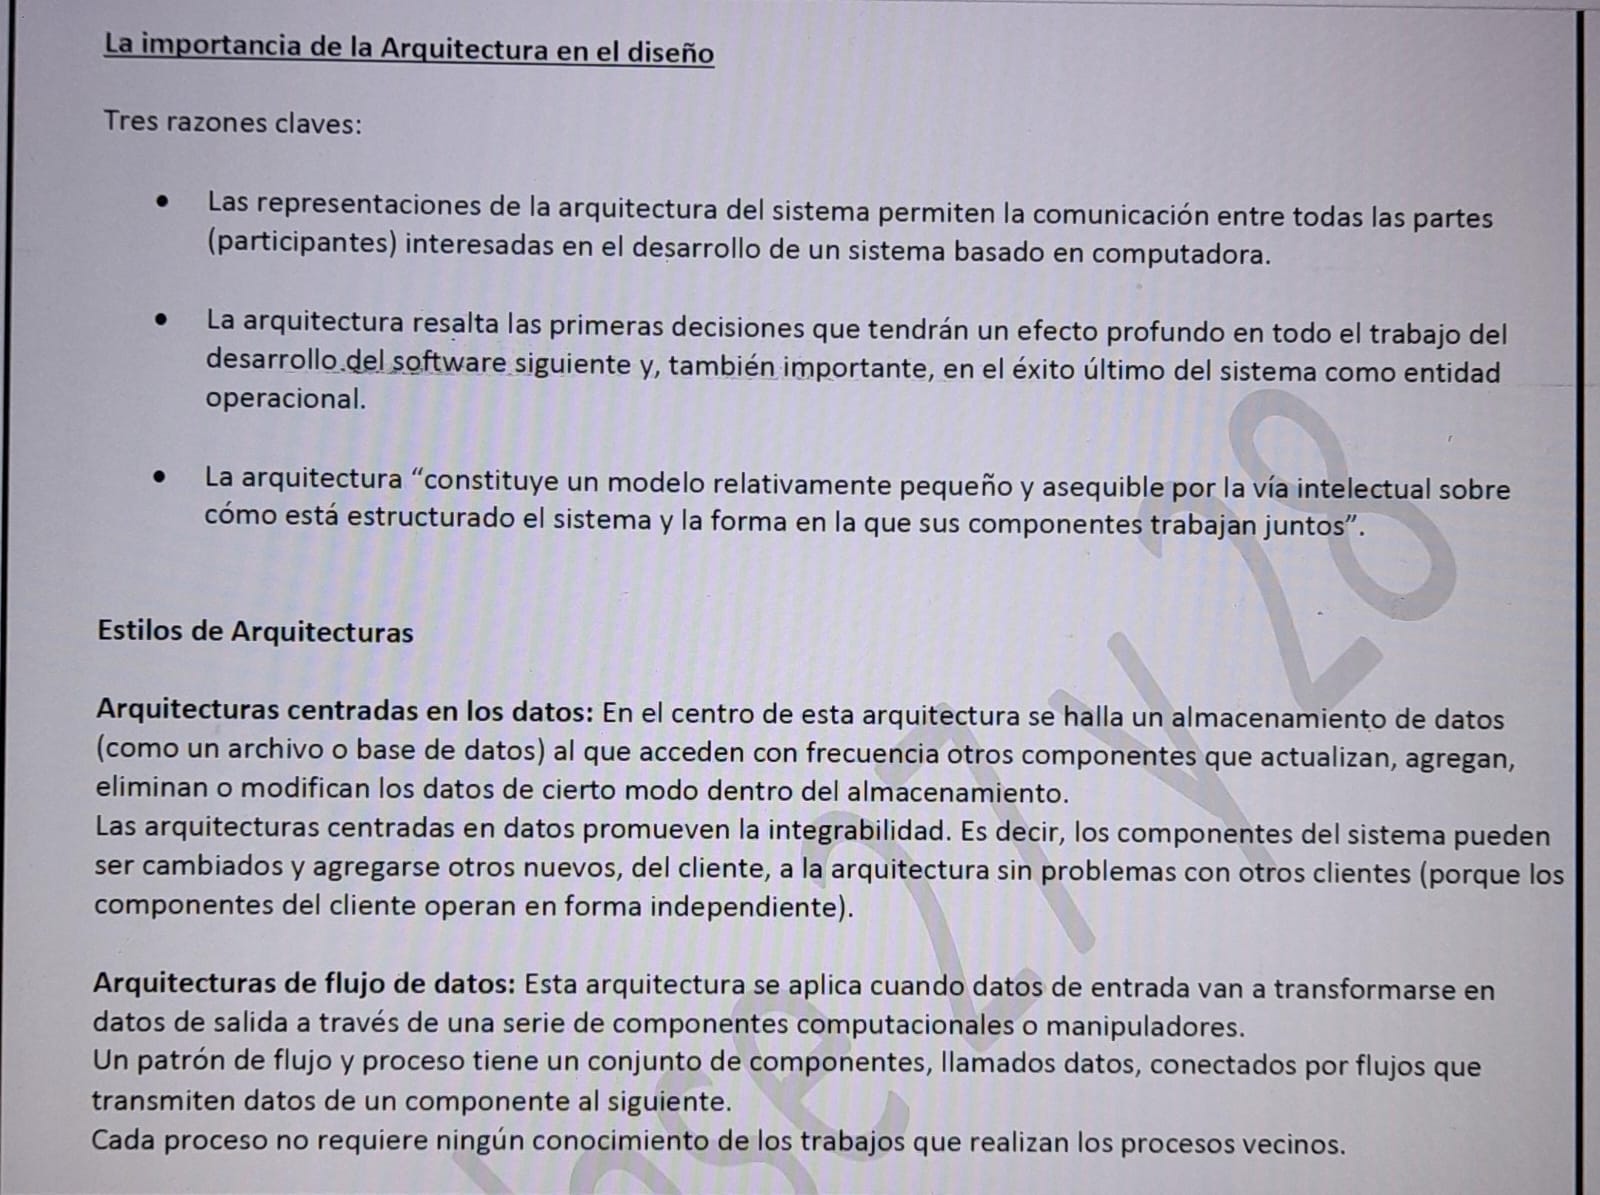 La importancia de la Arquitectura en el diseño
Tres razones claves:
• Las representaciones de la arquitectura del sistema permiten la comunicación entre todas las partes
(participantes) interesadas en el desarrollo de un sistema basado en computadora.
• La arquitectura resalta las primeras decisiones que tendrán un efecto profundo en todo el trabajo del
desarrollo del software siguiente y, también importante, en el éxito último del sistema como entidad
operacional.
• La arquitectura “constituye un modelo relativamente pequeño y asequible por la vía intelectual sobre
cómo está estructurado el sistema y la forma en la que sus componentes trabajan juntos”.
Estilos de Arquitecturas
Arquitecturas centradas en los datos: En el centro de esta arquitectura se halla un almacenamiento de datos
(como un archivo o base de datos) al que acceden con frecuencia otros componentes que actualizan, agregan,
eliminan o modifican los datos de cierto modo dentro del almacenamiento.
Las arquitecturas centradas en datos promueven la integrabilidad. Es decir, los componentes del sistema pueden
ser cambiados y agregarse otros nuevos, del cliente, a la arquitectura sin problemas con otros clientes (porque los
componentes del cliente operan en forma independiente).
Arquitecturas de flujo de datos: Esta arquitectura se aplica cuando datos de entrada van a transformarse en
datos de salida a través de una serie de componentes computacionales o manipuladores.
Un patrón de flujo y proceso tiene un conjunto de componentes, llamados datos, conectados por flujos que
transmiten datos de un componente al siguiente.
Cada proceso no requiere ningún conocimiento de los trabajos que realizan los procesos vecinos.
27 y 28